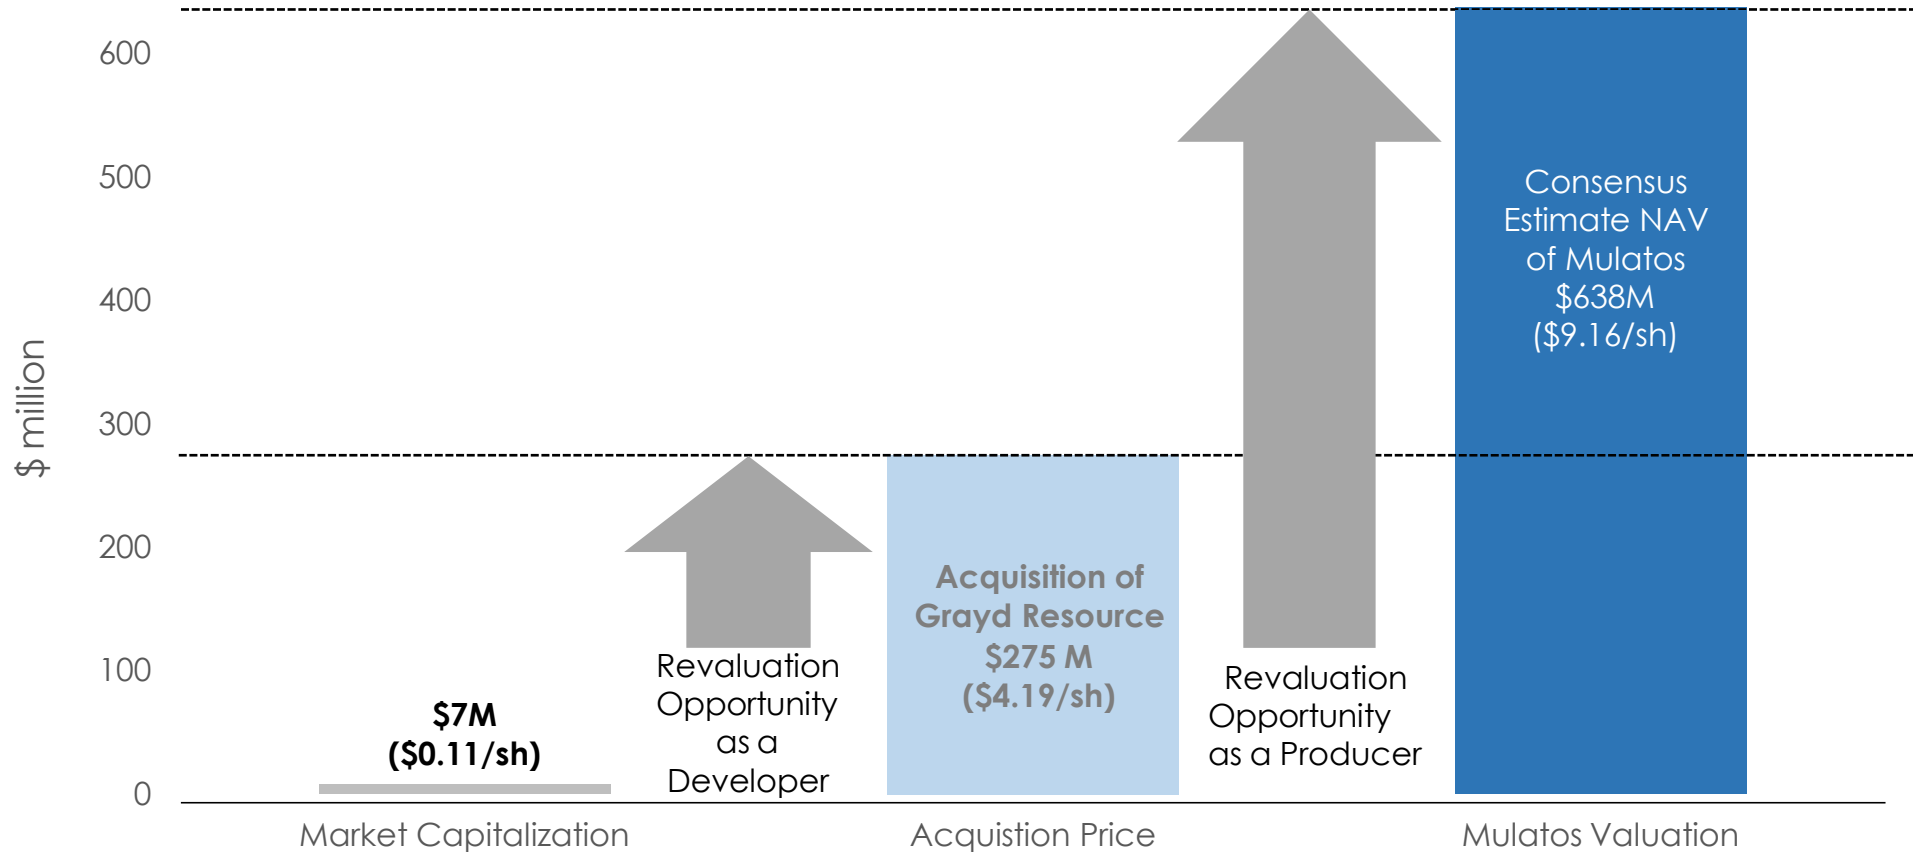 $ million
600
500
400
300
200
100
0
$7M
($0.11/sh)
Revaluation
Opportunity
as a
Developer
Acquisition of
Grayd Resource
$275 M
($4.19/sh)
Revaluation
Opportunity
as a Producer
Consensus
Estimate NAV
of Mulatos
$638M
($9.16/sh)
Market Capitalization
Acquistion Price
Mulatos Valuation